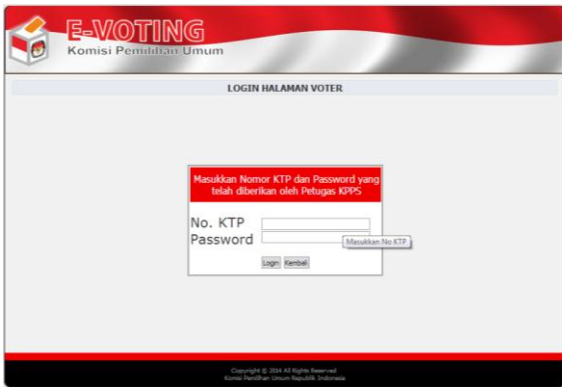 E-VOTING
Komisi Pemilihan Umum
LOGIN HALAMAN VOTER
Masukkan Nomor KTP dan Password yang
telah diberikan oleh Petugas KPPS
No. KTP
Password
Masukkan No KTP
Login Kembali
Copyright © 2014 All Rights Reserved
Komisi Pemilihan Umum Republik Indonesia